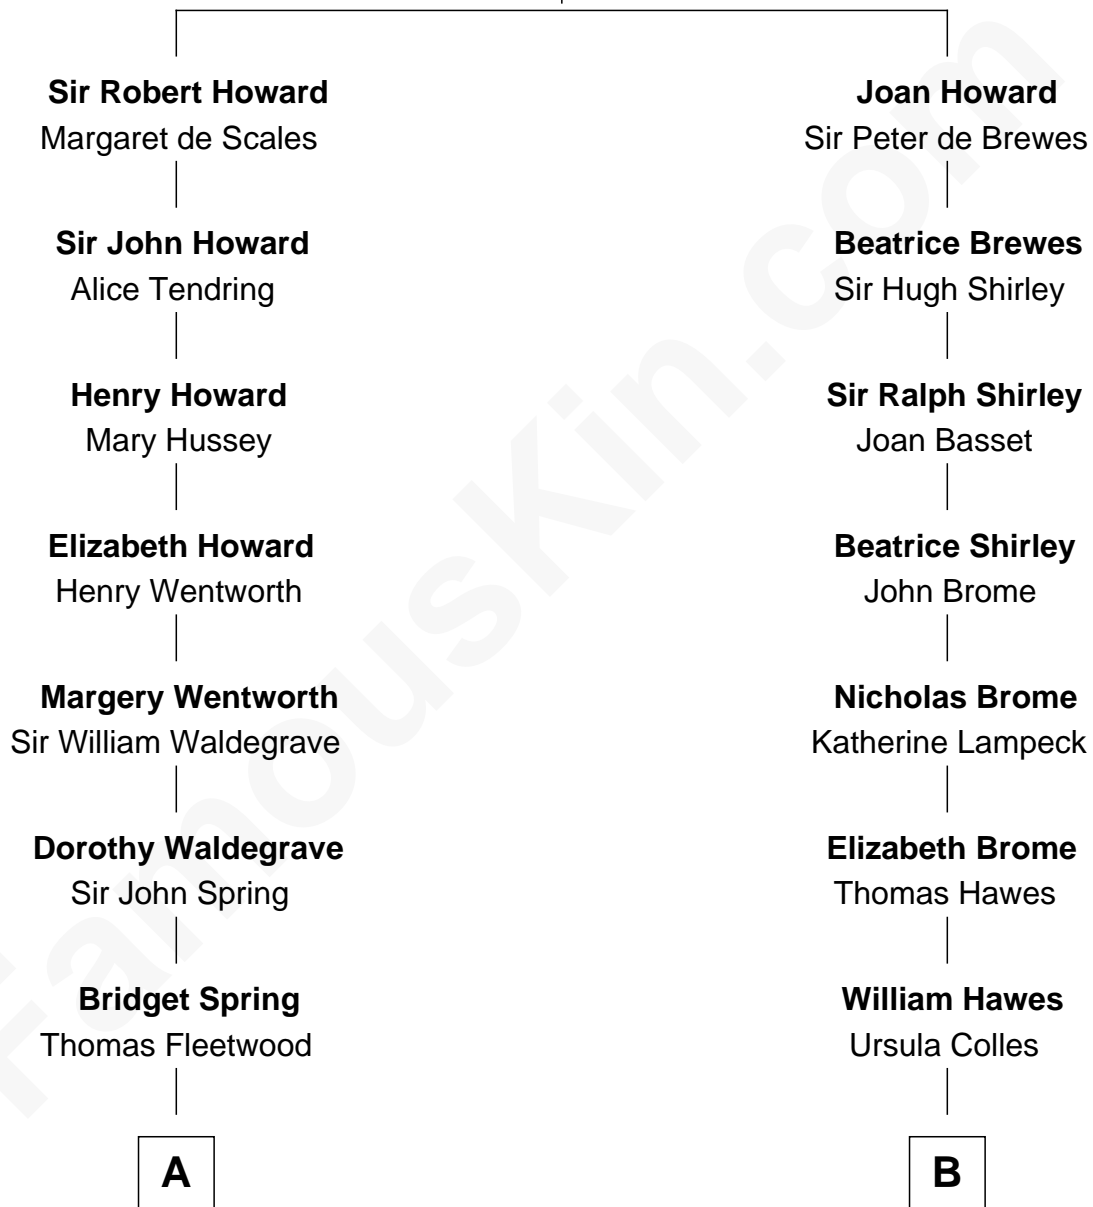 Sir Robert Howard
Margaret de Scales
Joan Howard
Sir Peter de Brewes
Sir John Howard
Alice Tendring
Beatrice Brewes
Sir Hugh Shirley
Henry Howard
Mary Hussey
Sir Ralph Shirley
Joan Basset
Elizabeth Howard
Henry Wentworth
Beatrice Shirley
John Brome
Margery Wentworth
Sir William Waldegrave
Nicholas Brome
Katherine Lampeck
Dorothy Waldegrave
Sir John Spring
Elizabeth Brome
Thomas Hawes
Bridget Spring
Thomas Fleetwood
William Hawes
Ursula Colles
A
B
FamousKin.com